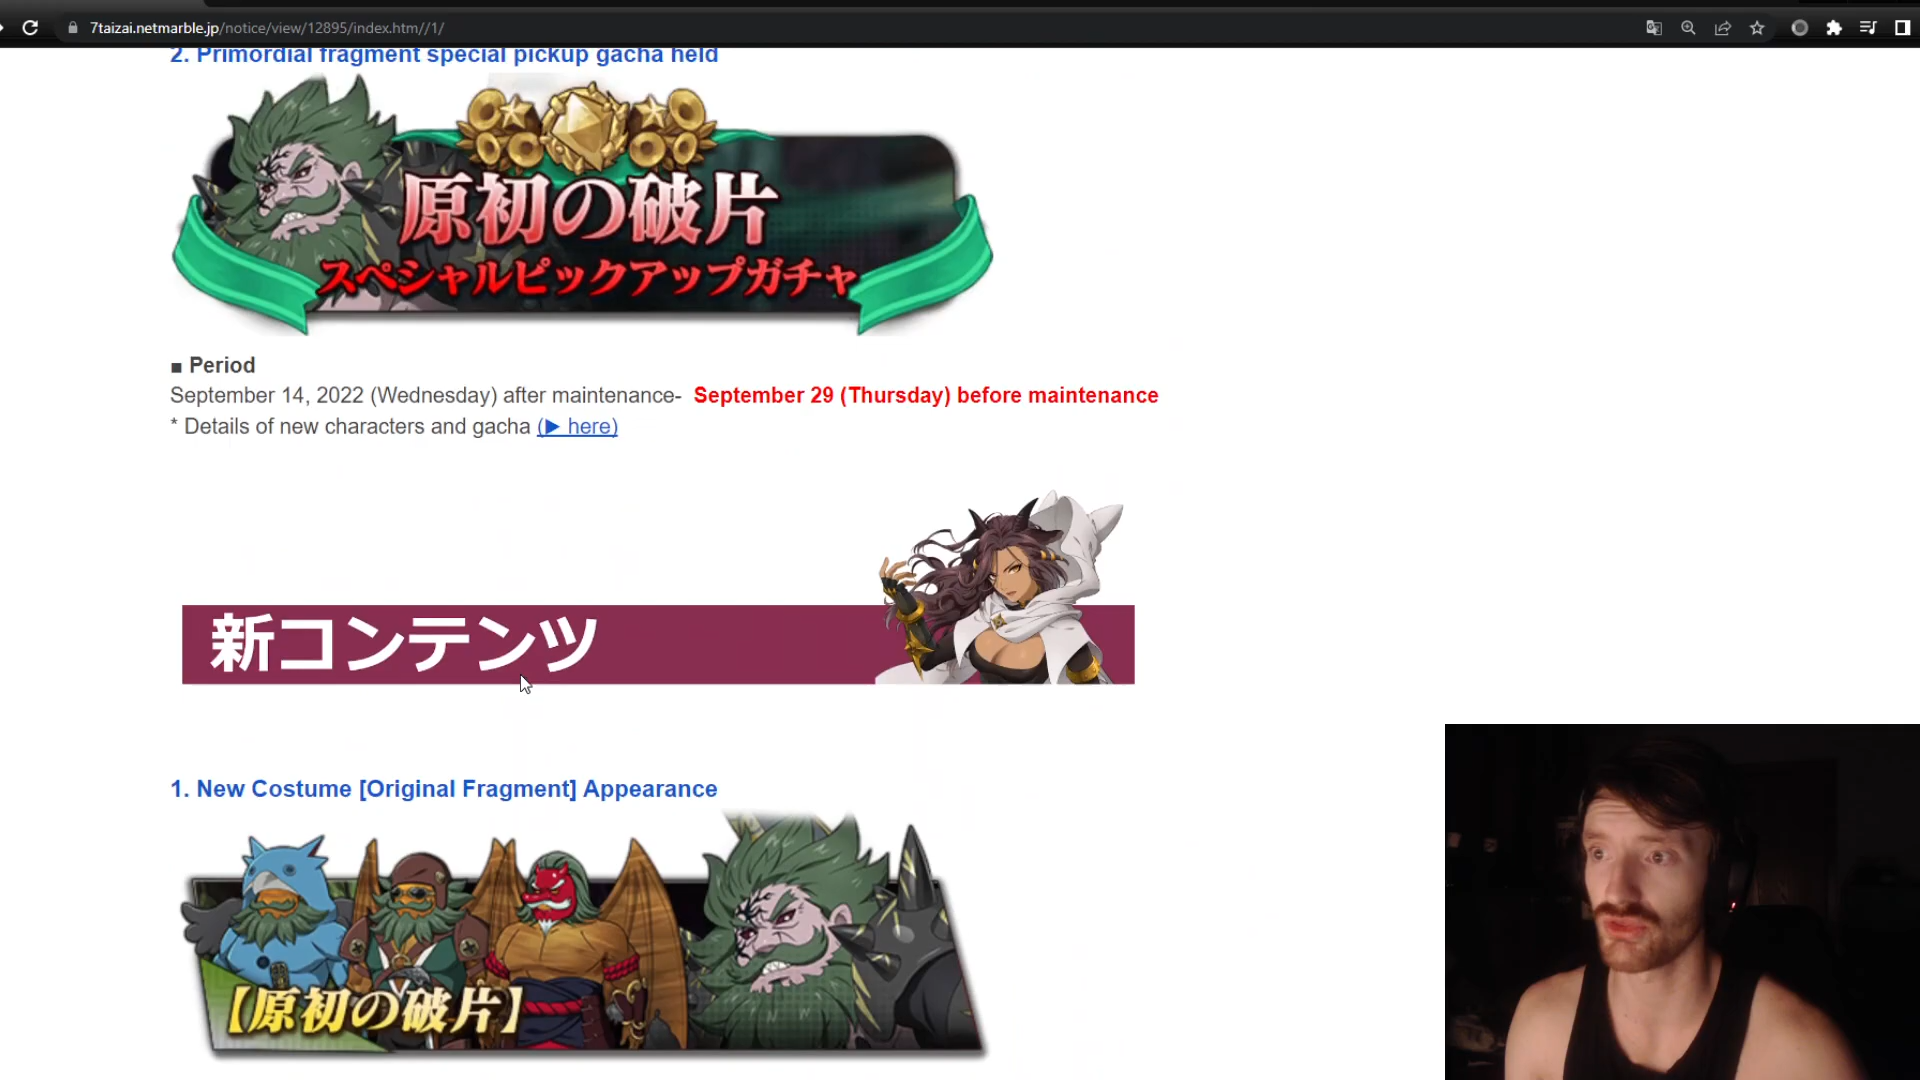 7taizai.netmarble.jp/notice/view/12895/index.htm//1/
2. Primordial fragment special pickup gacha held
原初の破片
スペシャルピックアップガチャ
■ Period
September 14, 2022 (Wednesday) after maintenance- September 29 (Thursday) before maintenance
* Details of new characters and gacha (▶ here)
新コンテンツ
1. New Costume [Original Fragment] Appearance
【原初の破片】